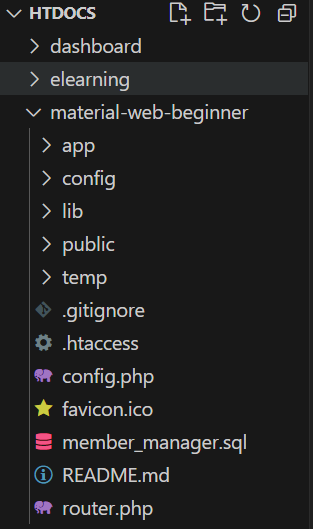 HTDOCS
dashboard
elearning
material-web-beginner
app
config
lib
public
temp
.gitignore
.htaccess
config.php
favicon.ico
member_manager.sql
README.md
router.php